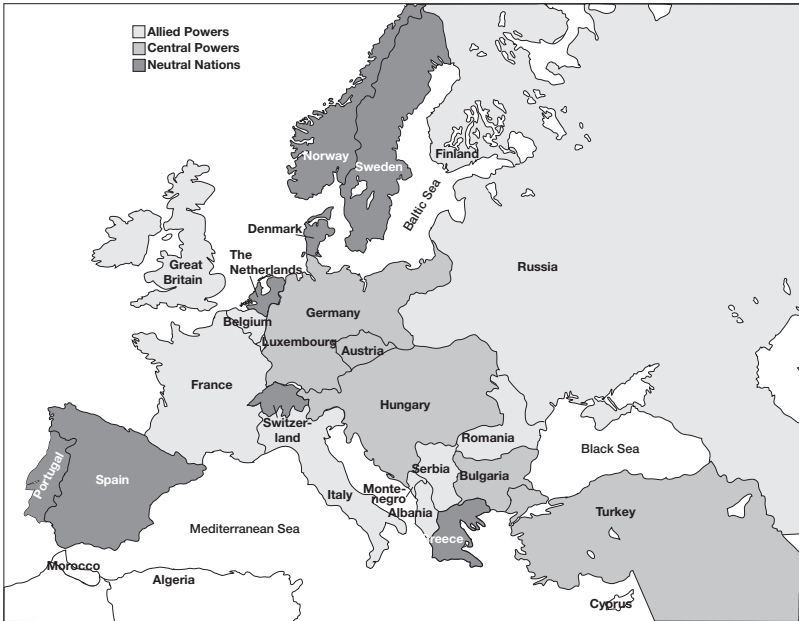 Allied Powers
Central Powers
Neutral Nations
Norway
Sweden
Finland
Baltic Sea
Denmark
The
Netherlands
Great
Britain
Russia
Belgium
Germany
Luxembourg
Austria
France
Hungary
Switzer-
land
Romania
Black Sea
Serbia
Bulgaria
Monte-
negro
Italy
Albania
Portugal
Spain
Turkey
Greece
Mediterranean Sea
Morocco
Algeria
Cyprus